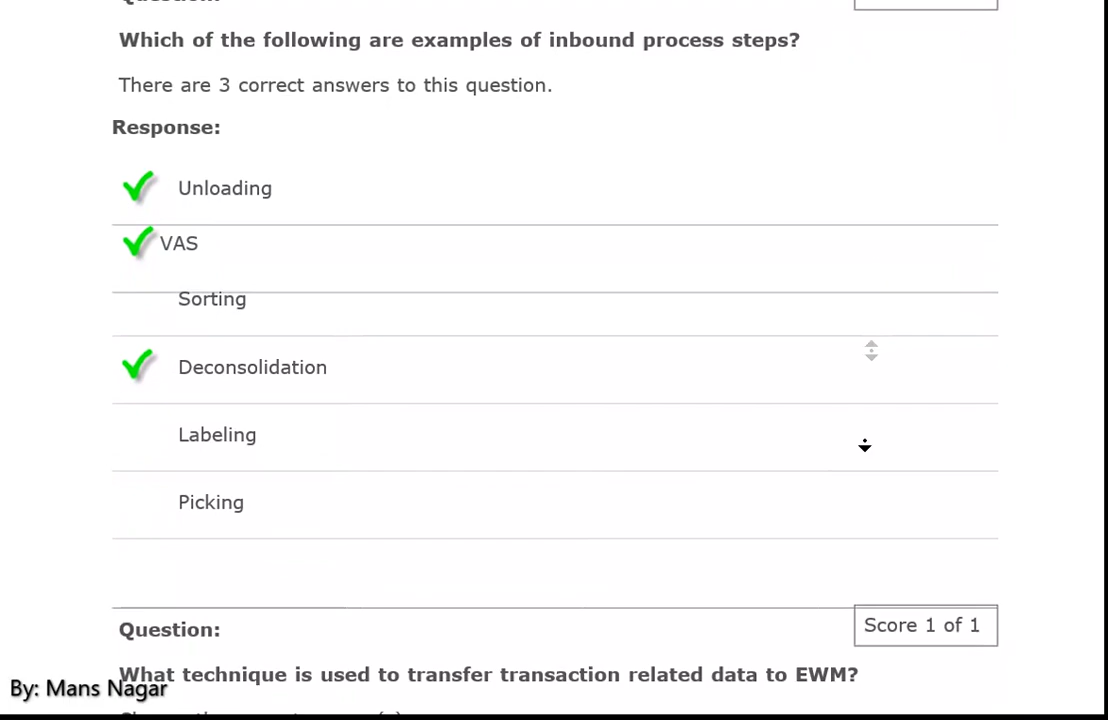 Question:
Which of the following are examples of inbound process steps?
There are 3 correct answers to this question.
Response:
Unloading
VAS
Sorting
Deconsolidation
Labeling
Picking
Score 1 of 1
Question:
What technique is used to transfer transaction related data to EWM?
By: Mans Nagar